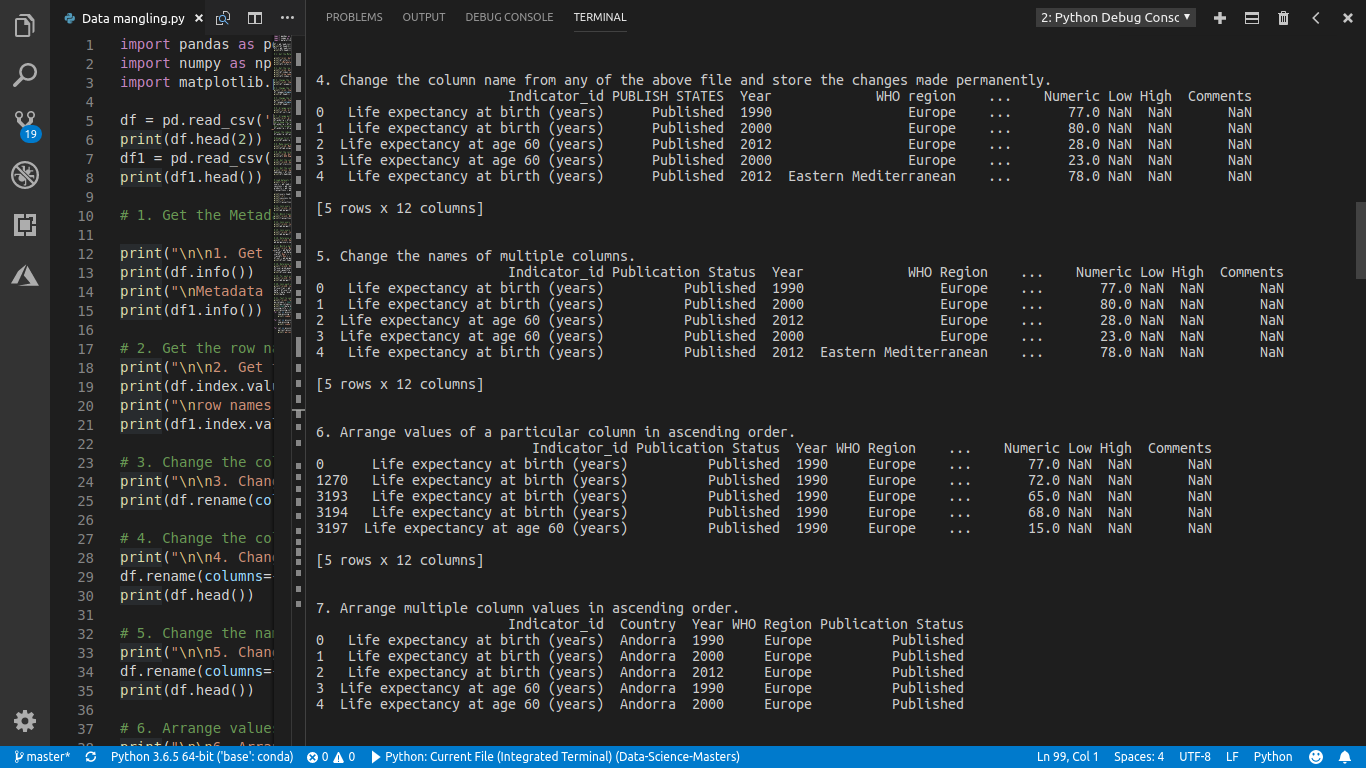 Data mangling.py
PROBLEMS OUTPUT DEBUG CONSOLE TERMINAL
2: Python Debug Consc
19
1 import pandas as p
2 import numpy as np
3 import matplotlib.
4
5 df = pd.read_csv('
6 print(df.head(2))
7 df1 = pd.read_csv(
8 print(df1.head())
9
10 # 1. Get the Metad
11
12 print("\n\n1. Get
13 print(df.info())
14 print("\nMetadata
15 print(df1.info())
16
17 # 2. Get the row n
18 print("\n\n2. Get
19 print(df.index.val
20 print("\nrow names
21 print(df1.index.va
22
23 # 3. Change the co
24 print("\n\n3. Chan
25 print(df.rename(co
26
27 # 4. Change the co
28 print("\n\n4. Chan
29 df.rename(columns=
30 print(df.head())
31
32 # 5. Change the na
33 print("\n\n5. Chan
34 df.rename(columns=
35 print(df.head())
36
37 # 6. Arrange value
4. Change the column name from any of the above file and store the changes made permanently.
Indicator_id PUBLISH STATES Year WHO region ... Numeric Low High Comments
0 Life expectancy at birth (years) Published 1990 Europe ... 77.0 NaN NaN NaN
1 Life expectancy at birth (years) Published 2000 Europe ... 80.0 NaN NaN NaN
2 Life expectancy at age 60 (years) Published 2012 Europe ... 28.0 NaN NaN NaN
3 Life expectancy at age 60 (years) Published 2000 Europe ... 23.0 NaN NaN NaN
4 Life expectancy at birth (years) Published 2012 Eastern Mediterranean ... 78.0 NaN NaN NaN
[5 rows x 12 columns]
5. Change the names of multiple columns.
Indicator_id Publication Status Year WHO Region ... Numeric Low High Comments
0 Life expectancy at birth (years) Published 1990 Europe ... 77.0 NaN NaN NaN
1 Life expectancy at birth (years) Published 2000 Europe ... 80.0 NaN NaN NaN
2 Life expectancy at age 60 (years) Published 2012 Europe ... 28.0 NaN NaN NaN
3 Life expectancy at age 60 (years) Published 2000 Europe ... 23.0 NaN NaN NaN
4 Life expectancy at birth (years) Published 2012 Eastern Mediterranean ... 78.0 NaN NaN NaN
[5 rows x 12 columns]
6. Arrange values of a particular column in ascending order.
Indicator_id Publication Status Year WHO Region ... Numeric Low High Comments
0 Life expectancy at birth (years) Published 1990 Europe ... 77.0 NaN NaN NaN
1270 Life expectancy at birth (years) Published 1990 Europe ... 72.0 NaN NaN NaN
3193 Life expectancy at birth (years) Published 1990 Europe ... 65.0 NaN NaN NaN
3194 Life expectancy at birth (years) Published 1990 Europe ... 68.0 NaN NaN NaN
3197 Life expectancy at age 60 (years) Published 1990 Europe ... 15.0 NaN NaN NaN
[5 rows x 12 columns]
7. Arrange multiple column values in ascending order.
Indicator_id Country Year WHO Region Publication Status
0 Life expectancy at birth (years) Andorra 1990 Europe Published
1 Life expectancy at birth (years) Andorra 2000 Europe Published
2 Life expectancy at birth (years) Andorra 2012 Europe Published
3 Life expectancy at age 60 (years) Andorra 1990 Europe Published
4 Life expectancy at age 60 (years) Andorra 2000 Europe Published
master* Python 3.6.5 64-bit ('base': conda) 0 0 Python: Current File (Integrated Terminal) (Data-Science-Masters) Ln 99, Col 1 Spaces: 4 UTF-8 LF Python